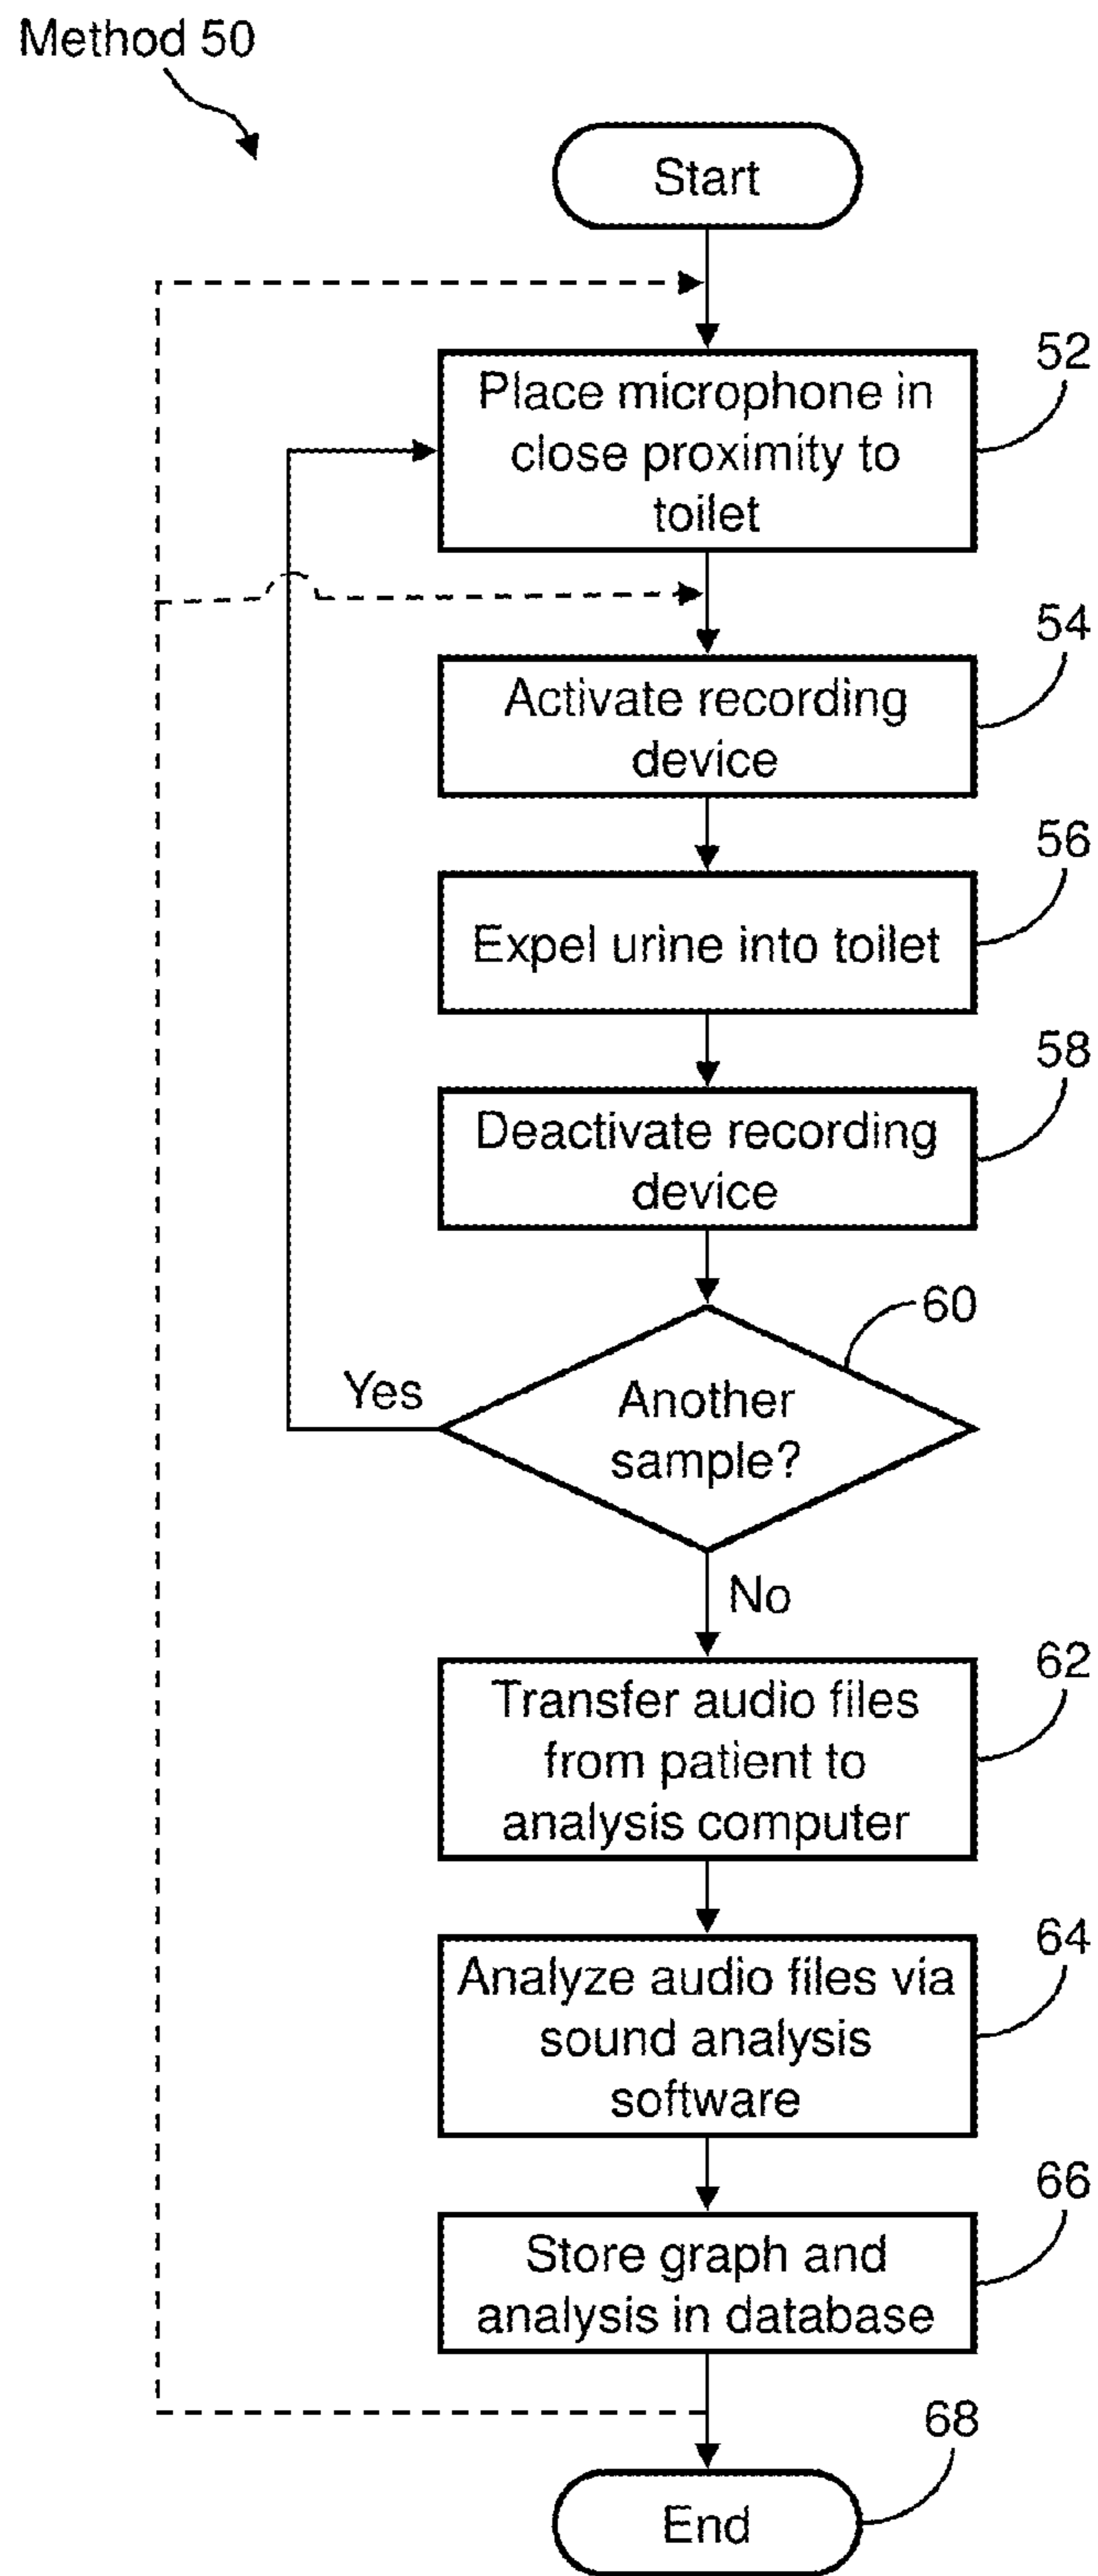 Method 50
Start
Place microphone in
close proximity to
toilet
52
Activate recording
device
54
Expel urine into toilet
56
Deactivate recording
device
58
Another
sample?
60
Yes
No
Transfer audio files
from patient to
analysis computer
62
Analyze audio files via
sound analysis
software
64
Store graph and
analysis in database
66
End
68